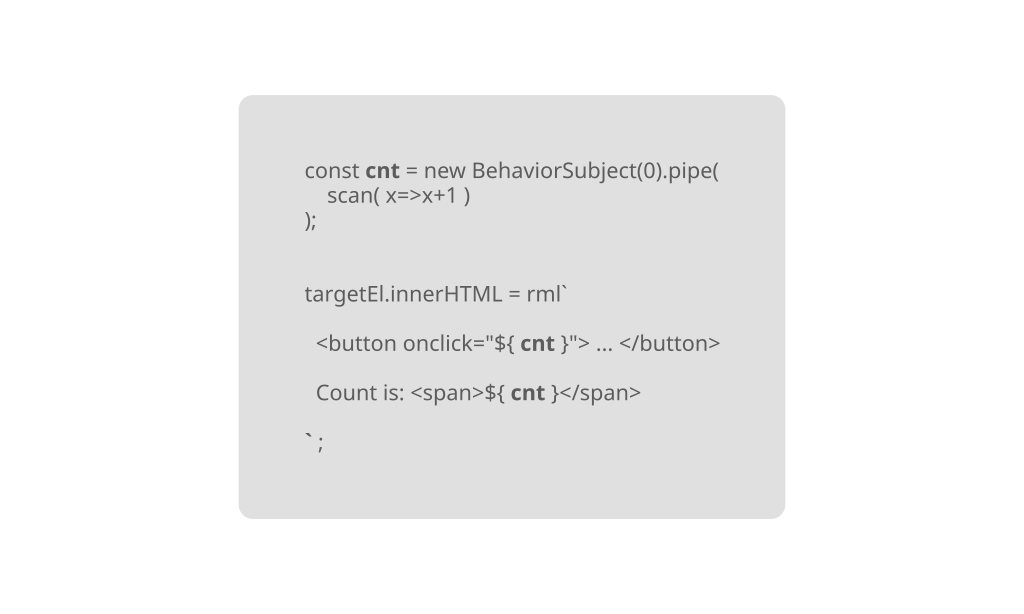 const cnt = new BehaviorSubject(0).pipe(
scan( x=>x+1 )
);
targetEl.innerHTML = rml`
<button onclick="${ cnt }"> ... </button>
Count is: <span>${ cnt }</span>
` ;